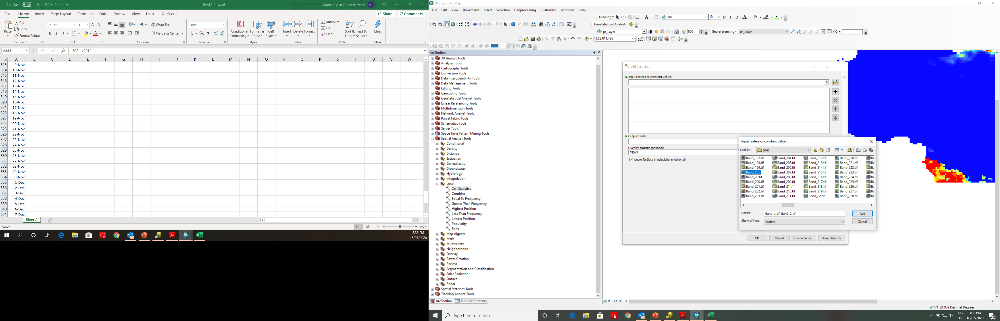 AutoSave Off
Book1 - Excel
Marlene Ann Tomaszkiewicz MT
File Home Insert Page Layout Formulas Data Review View Help Search
Share Comments
Paste
Cut
Copy
Format Painter
Clipboard
Calibri 11
B I U
Font
Wrap Text
Merge & Center
Alignment
Date
Number
Conditional Formatting
Format as Table
Cell Styles
Styles
Insert Delete Format
Cells
AutoSum
Fill
Clear
Sort & Filter
Find & Select
Editing
Ideas
Ideas
A334 fx 30/11/2019
A B C D E F G H I J K L M N O P Q R S T U V W
313 9-Nov
314 10-Nov
315 11-Nov
316 12-Nov
317 13-Nov
318 14-Nov
319 15-Nov
320 16-Nov
321 17-Nov
322 18-Nov
323 19-Nov
324 20-Nov
325 21-Nov
326 22-Nov
327 23-Nov
328 24-Nov
329 25-Nov
330 26-Nov
331 27-Nov
332 28-Nov
333 29-Nov
334 30-Nov
335 1-Dec
336 2-Dec
337 3-Dec
338 4-Dec
339 5-Dec
340 6-Dec
341 7-Dec
Sheet1
Ready
100%
3:38 PM
16/07/2020
Untitled - ArcMap
File Edit View Bookmarks Insert Selection Geoprocessing Customize Windows Help
Drawing A Arial 10 B I U A
Geostatistical Analyst
pr_Layer 500 Georeferencing pr_Layer
1:33,611,485
ArcToolbox
3D Analyst Tools
Analysis Tools
Cartography Tools
Conversion Tools
Data Interoperability Tools
Data Management Tools
Editing Tools
Geocoding Tools
Geostatistical Analyst Tools
Linear Referencing Tools
Multidimension Tools
Network Analyst Tools
Parcel Fabric Tools
Schematics Tools
Server Tools
Space Time Pattern Mining Tools
Spatial Analyst Tools
Conditional
Density
Distance
Extraction
Generalization
Groundwater
Hydrology
Interpolation
Local
Cell Statistics
Combine
Equal To Frequency
Greater Than Frequency
Highest Position
Less Than Frequency
Lowest Position
Popularity
Rank
Map Algebra
Math
Multivariate
Neighborhood
Overlay
Raster Creation
Reclass
Segmentation and Classification
Solar Radiation
Surface
Zonal
Spatial Statistics Tools
Tracking Analyst Tools
ArcToolbox Table Of Contents
Cell Statistics
Input rasters or constant values
Output raster
Overlay statistic (optional)
MEAN
Ignore NoData in calculations (optional)
OK Cancel Environments... Show Help >>
Input rasters or constant values
Look in: 2046
Band_197.tif Band_204.tif Band_212.tif Band_220.tif Ba
Band_198.tif Band_205.tif Band_213.tif Band_221.tif Ba
Band_199.tif Band_206.tif Band_214.tif Band_222.tif Ba
Band_2.tif Band_207.tif Band_215.tif Band_223.tif Ba
Band_20.tif Band_208.tif Band_216.tif Band_224.tif Ba
Band_200.tif Band_209.tif Band_217.tif Band_225.tif Ba
Band_201.tif Band_21.tif Band_218.tif Band_226.tif Ba
Band_202.tif Band_210.tif Band_219.tif Band_227.tif Ba
Band_203.tif Band_211.tif Band_22.tif Band_228.tif Ba
Name: Band_1.tif; Band_2.tif Add
Show of type: Rasters Cancel
-8.771 21.979 Decimal Degrees
Type here to search
ENG
US
3:38 PM
16/07/2020
22